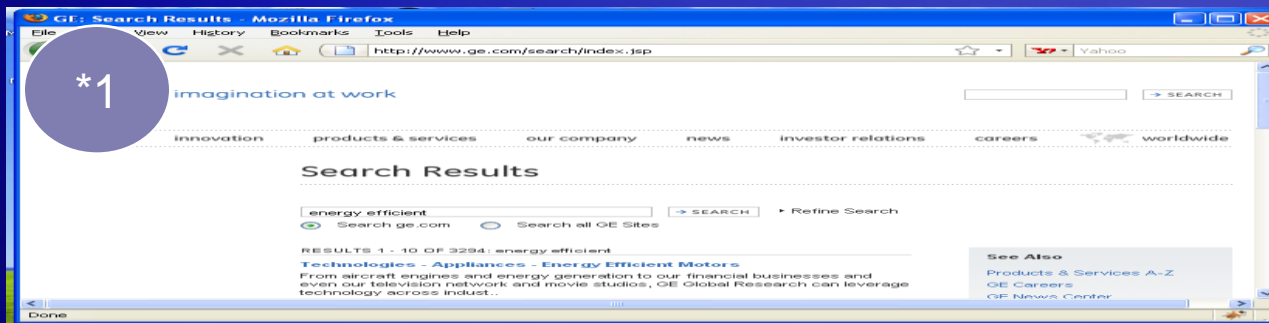 GE: Search Results - Mozilla Firefox
File View History Bookmarks Tools Help
http://www.ge.com/search/index.jsp Yahoo
*1
imagination at work
→ SEARCH
innovation products & services our company news investor relations careers worldwide
Search Results
energy efficient → SEARCH ▸ Refine Search
Search ge.com Search all GE Sites
RESULTS 1 - 10 OF 3294: energy efficient
Technologies - Appliances - Energy Efficient Motors
From aircraft engines and energy generation to our financial businesses and
even our television network and movie studios, GE Global Research can leverage
technology across indust..
See Also
Products & Services A-Z
GE Careers
GE News Center
Done